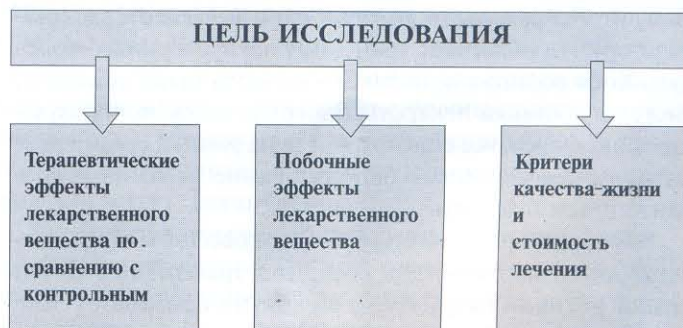 ЦЕЛЬ ИССЛЕДОВАНИЯ
Терапевтические
эффекты
лекарственного
вещества по
сравнению с
контрольным
Побочные
эффекты
лекарственного
вещества
Критери
качества-жизни
и
стоимость
лечения